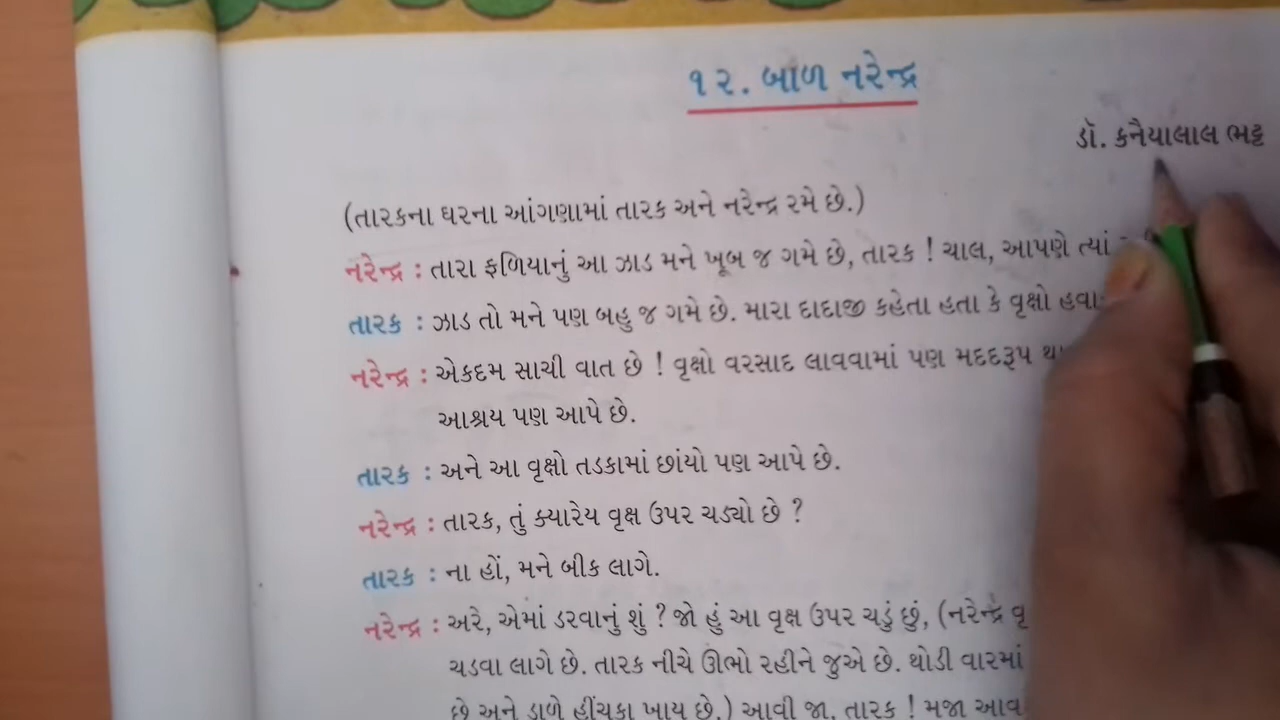 ૧૨. બાળ નરેન્દ્ર
ડૉ. કનૈયાલાલ ભટ્ટ
(તારકના ઘરના આંગણામાં તારક અને નરેન્દ્ર રમે છે.)
નરેન્દ્ર : તારા ફળિયાનું આ ઝાડ મને ખૂબ જ ગમે છે, તારક ! ચાલ, આપણે ત્યાં
તારક : ઝાડ તો મને પણ બહુ જ ગમે છે. મારા દાદાજી કહેતા હતા કે વૃક્ષો
નરેન્દ્ર : એકદમ સાચી વાત છે ! વૃક્ષો વરસાદ લાવવામાં પણ મદદરૂપ
આશ્રય પણ આપે છે.
તારક : અને આ વૃક્ષો તડકામાં છાંયો પણ આપે છે.
નરેન્દ્ર : તારક, તું ક્યારેય વૃક્ષ ઉપર ચડ્યો છે ?
તારક : ના હોં, મને બીક લાગે.
નરેન્દ્ર : અરે, એમાં ડરવાનું શું ? જો હું આ વૃક્ષ ઉપર ચડું છું, (નરેન્દ્ર
ચડવા લાગે છે. તારક નીચે ઊભો રહીને જુએ છે. થોડી વારમાં
છે અને ડાળે હીંચકા ખાય છે.) આવી જા, તારક ! મજા